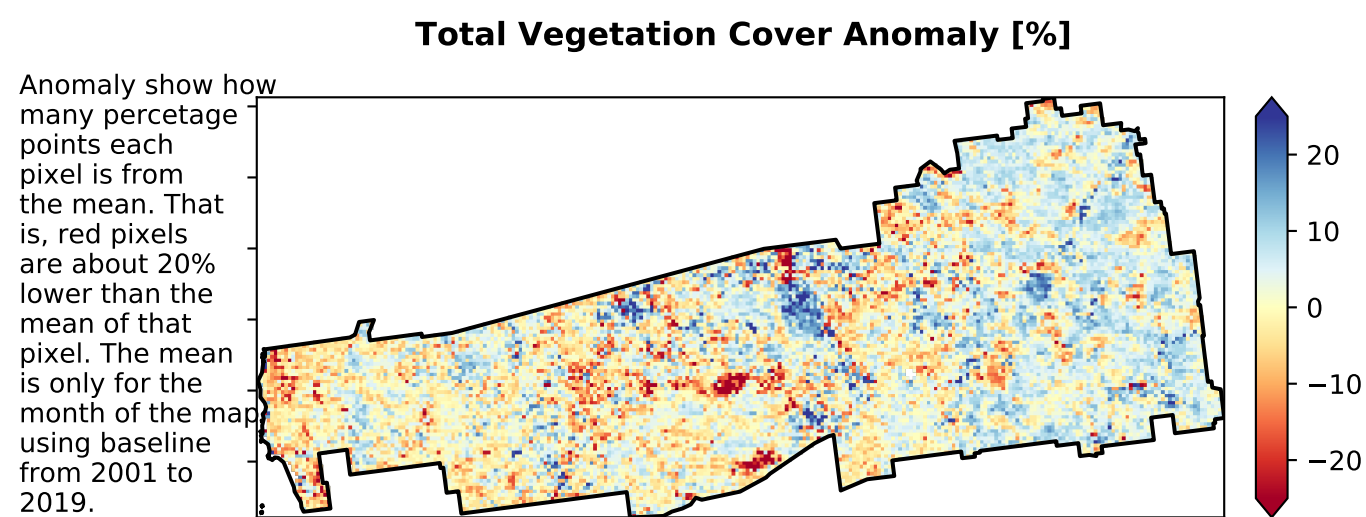 Total Vegetation Cover Anomaly [%]
Anomaly show how
many percetage
points each
pixel is from
the mean. That
is, red pixels
are about 20%
lower than the
mean of that
pixel. The mean
is only for the
month of the map
using baseline
from 2001 to
2019.
20
10
0
−10
−20